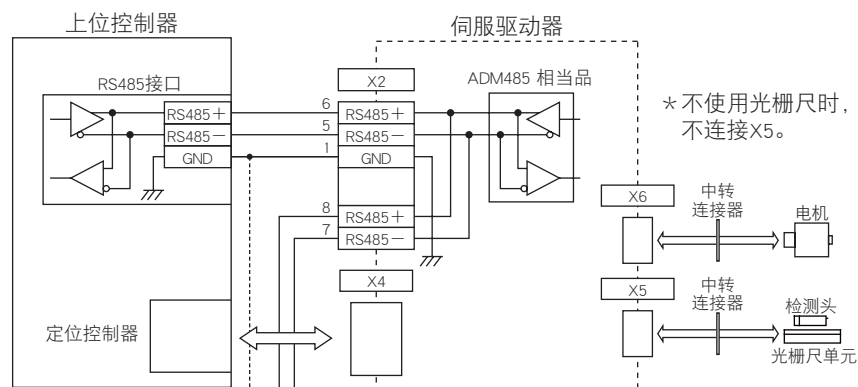 上位控制器
伺服驱动器
RS485接口
X2
ADM485 相当品
RS485＋
6
RS485＋
RS485－
5
RS485－
GND
1
GND
＊不使用光栅尺时，
不连接X5。
8
RS485＋
7
RS485－
X4
定位控制器
X6
中转
连接器
电机
X5
中转
连接器
检测头
光栅尺单元